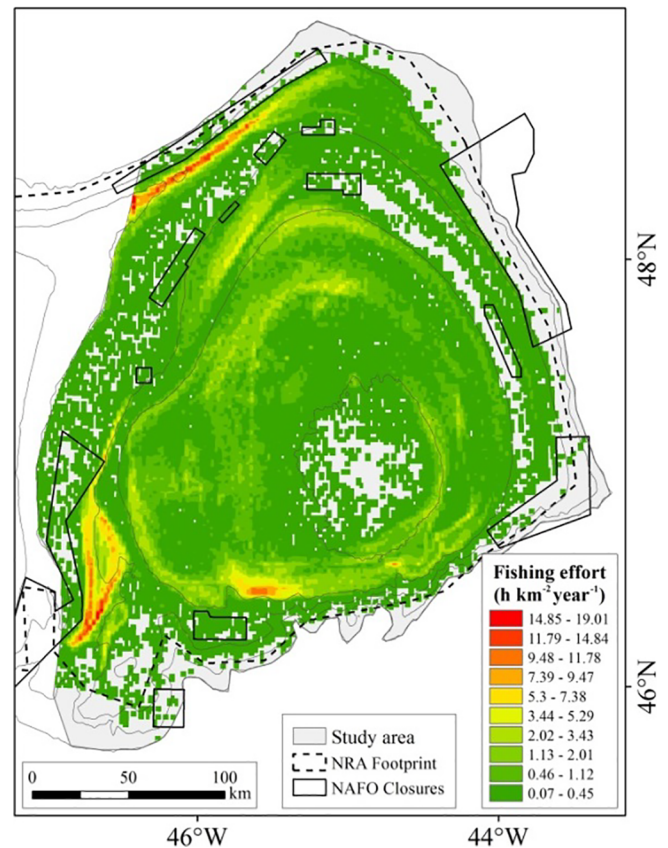 48°N
Fishing effort
(h km⁻² year⁻¹)
14.85 - 19.01
11.79 - 14.84
9.48 - 11.78
7.39 - 9.47
5.3 - 7.38
3.44 - 5.29
2.02 - 3.43
1.13 - 2.01
0.46 - 1.12
0.07 - 0.45
46°N
Study area
NRA Footprint
NAFO Closures
0 50 100
km
46°W 44°W